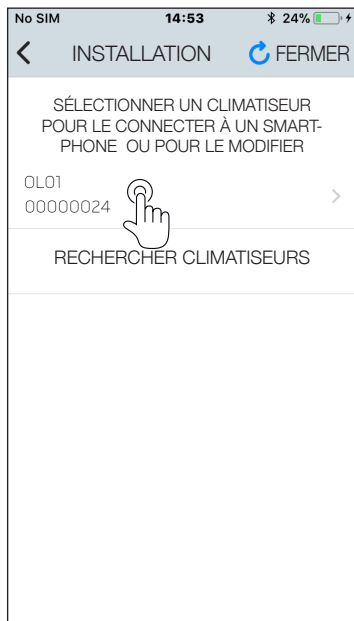 No SIM 14:53 24%
INSTALLATION FERMER
SÉLECTIONNER UN CLIMATISEUR
POUR LE CONNECTER À UN SMART-
PHONE OU POUR LE MODIFIER
OL01
00000024
RECHERCHER CLIMATISEURS